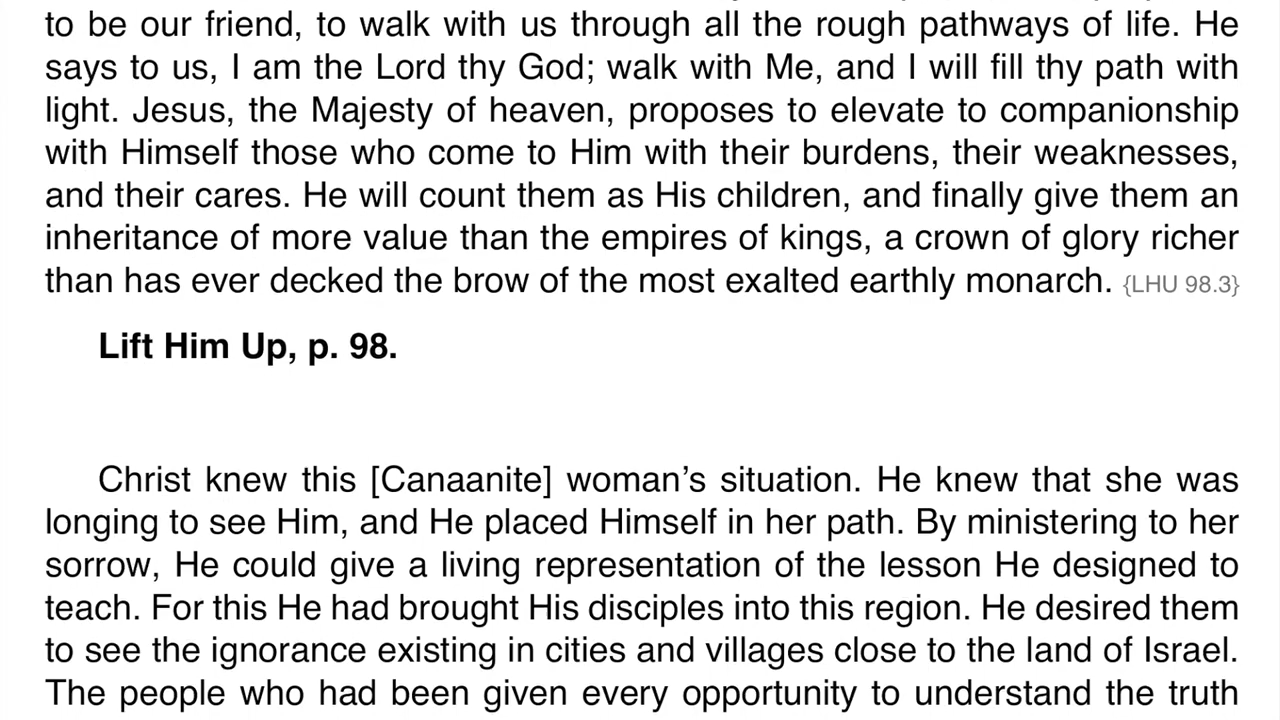 to be our friend, to walk with us through all the rough pathways of life. He
says to us, I am the Lord thy God; walk with Me, and I will fill thy path with
light. Jesus, the Majesty of heaven, proposes to elevate to companionship
with Himself those who come to Him with their burdens, their weaknesses,
and their cares. He will count them as His children, and finally give them an
inheritance of more value than the empires of kings, a crown of glory richer
than has ever decked the brow of the most exalted earthly monarch. {LHU 98.3}
Lift Him Up, p. 98.
Christ knew this [Canaanite] woman’s situation. He knew that she was
longing to see Him, and He placed Himself in her path. By ministering to her
sorrow, He could give a living representation of the lesson He designed to
teach. For this He had brought His disciples into this region. He desired them
to see the ignorance existing in cities and villages close to the land of Israel.
The people who had been given every opportunity to understand the truth